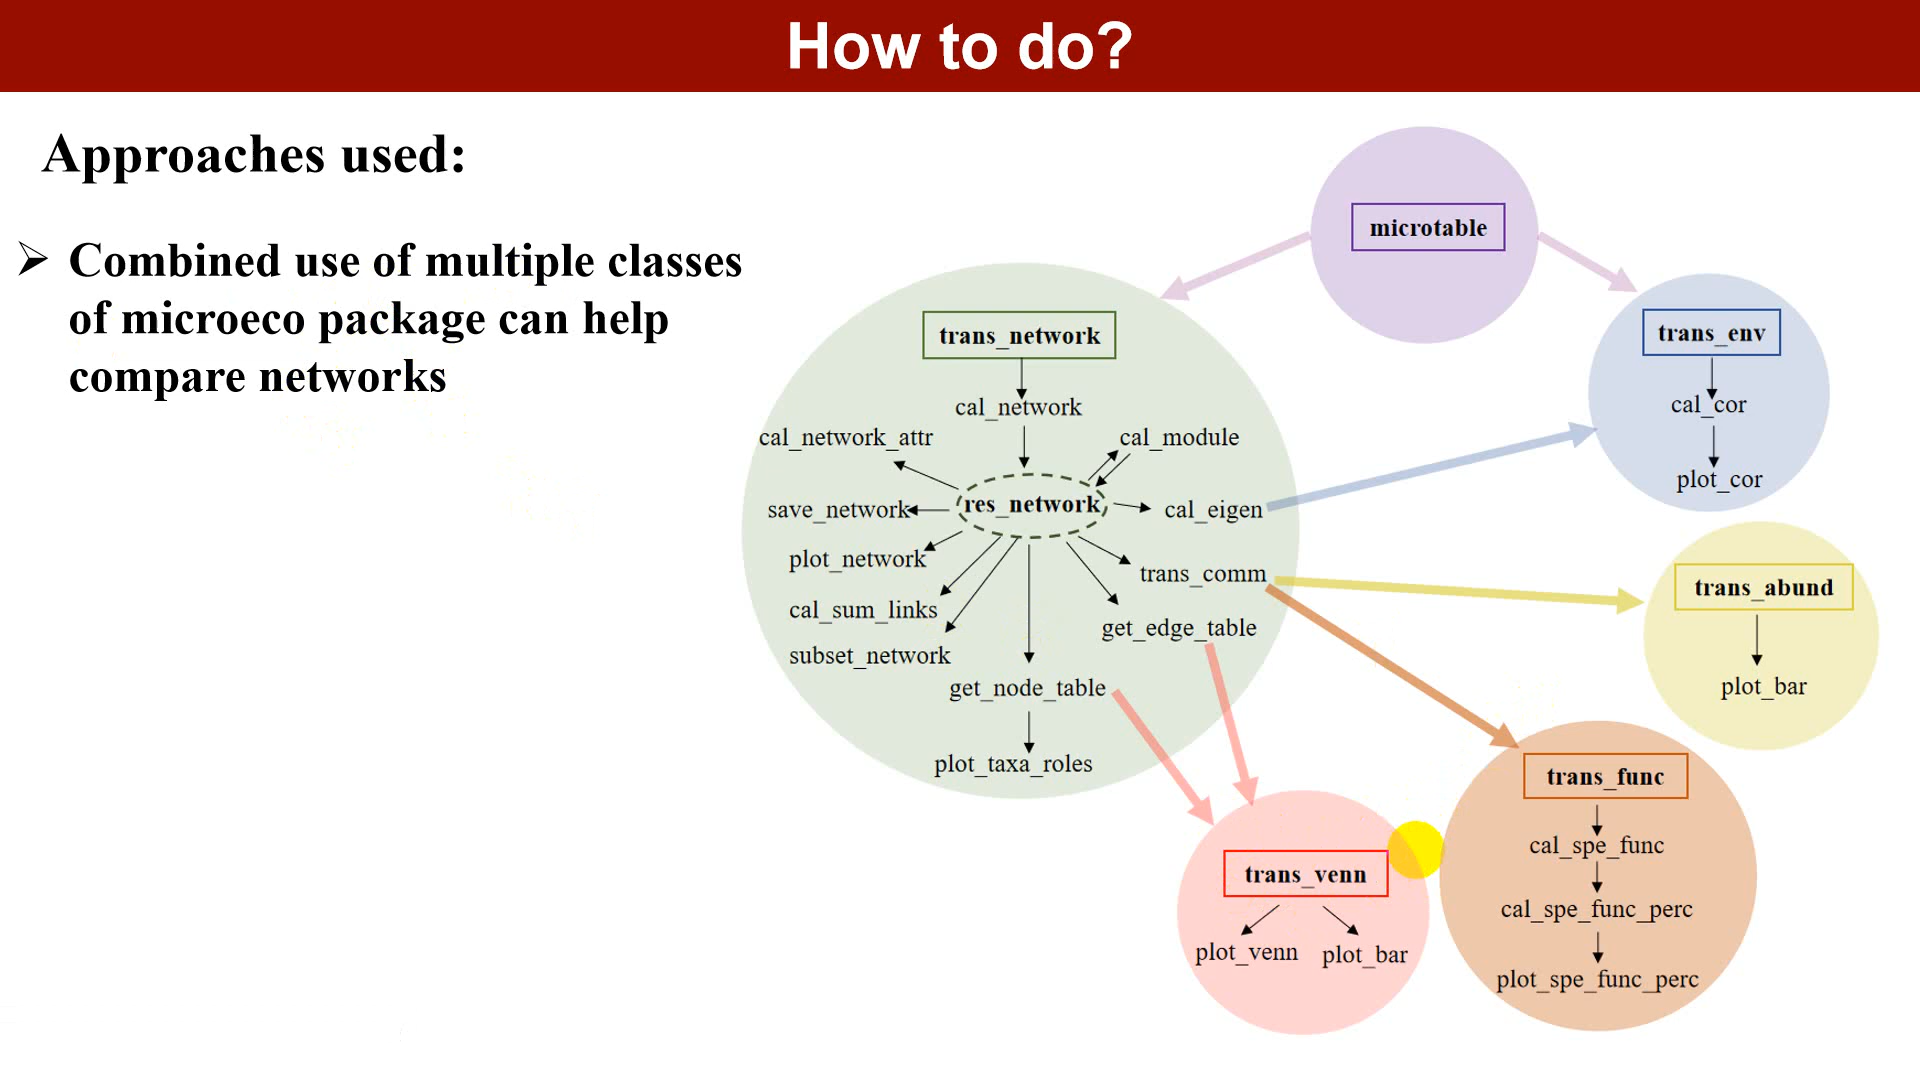 How to do?
Approaches used:
Combined use of multiple classes
of microeco package can help
compare networks
microtable
trans_network
cal_network
cal_network_attr
cal_module
res_network
save_network
cal_eigen
plot_network
trans_comm
cal_sum_links
get_edge_table
subset_network
get_node_table
plot_taxa_roles
trans_env
cal_cor
plot_cor
trans_abund
plot_bar
trans_func
cal_spe_func
cal_spe_func_perc
plot_spe_func_perc
trans_venn
plot_venn
plot_bar